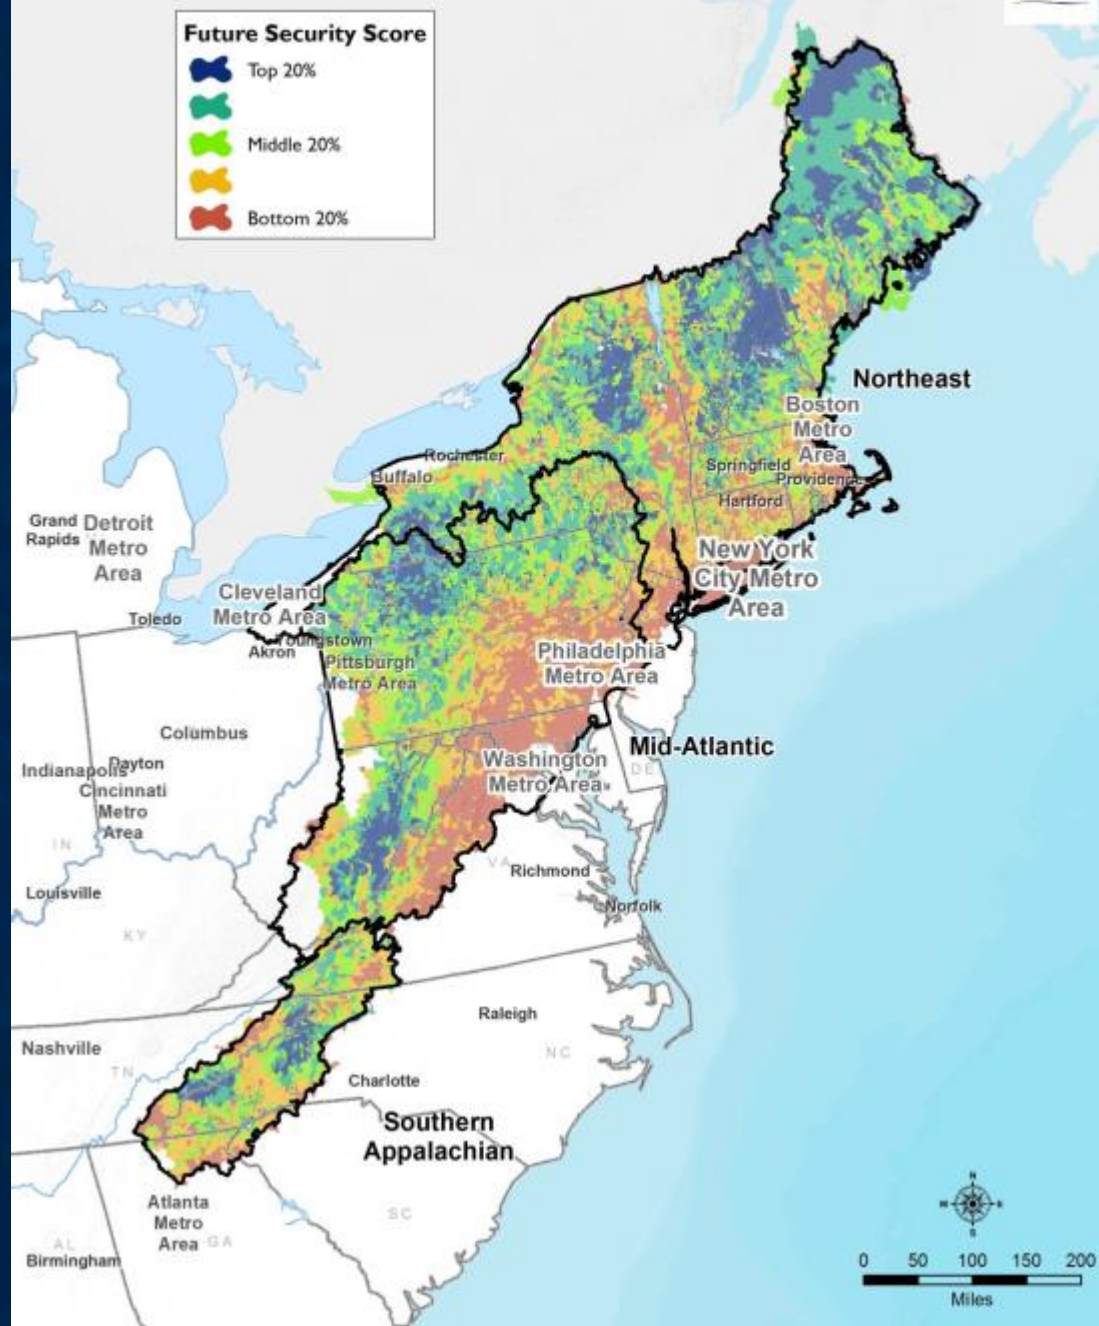 Future Security Score
Top 20%
Middle 20%
Bottom 20%
Northeast
Boston
Metro
Area
Rochester
Buffalo
Springfield
Providence
Hartford
Grand
Rapids
Detroit
Metro
Area
New York
City Metro
Area
Cleveland
Metro Area
Toledo
Youngstown
Akron
Pittsburgh
Metro Area
Philadelphia
Metro Area
Columbus
Mid-Atlantic
Washington
Metro Area
DE
Indianapolis
Dayton
Cincinnati
Metro
Area
IN
VA
Richmond
Louisville
Norfolk
KY
Raleigh
Nashville
NC
TN
Charlotte
Southern
Appalachian
Atlanta
Metro
Area
GA
SC
AL
Birmingham
N
W
E
S
0 50 100 150 200
Miles